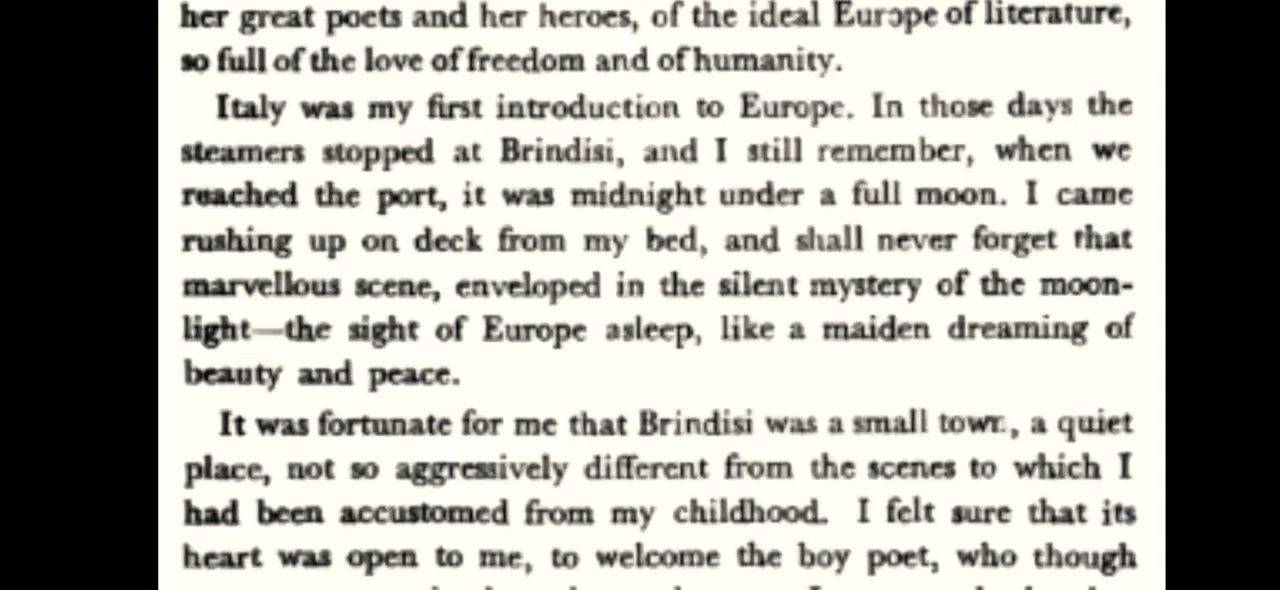 her great poets and her heroes, of the ideal Europe of literature,
so full of the love of freedom and of humanity.
Italy was my first introduction to Europe. In those days the
steamers stopped at Brindisi, and I still remember, when we
reached the port, it was midnight under a full moon. I came
rushing up on deck from my bed, and shall never forget that
marvellous scene, enveloped in the silent mystery of the moon-
light—the sight of Europe asleep, like a maiden dreaming of
beauty and peace.
It was fortunate for me that Brindisi was a small town, a quiet
place, not so aggressively different from the scenes to which I
had been accustomed from my childhood. I felt sure that its
heart was open to me, to welcome the boy poet, who though